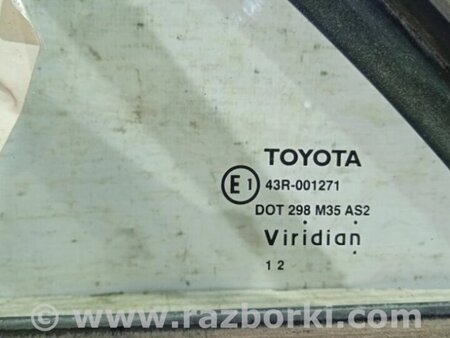 TOYOTA
E1 43R-001271
DOT 298 M35 AS2
Viridian
1 2
www.razborki.com